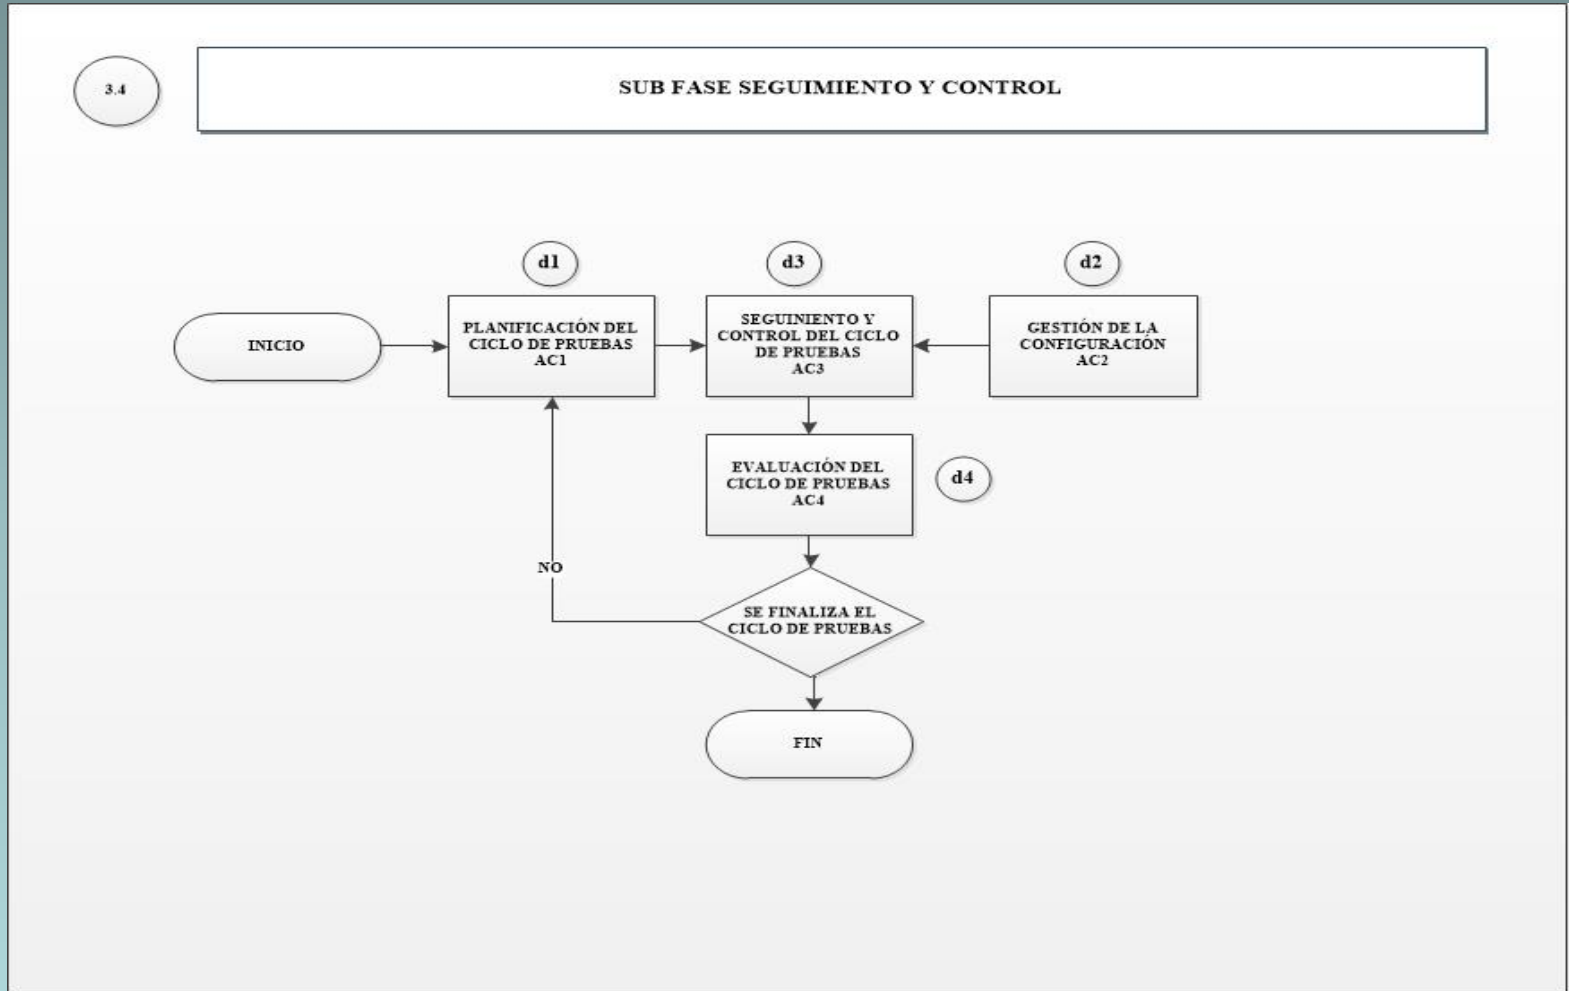 3.4
SUB FASE SEGUIMIENTO Y CONTROL
d1
d3
d2
INICIO
PLANIFICACIÓN DEL
CICLO DE PRUEBAS
AC1
SEGUINIENTO Y
CONTROL DEL CICLO
DE PRUEBAS
AC3
GESTIÓN DE LA
CONFIGURACIÓN
AC2
EVALUACIÓN DEL
CICLO DE PRUEBAS
AC4
d4
NO
SE FINALIZA EL
CICLO DE PRUEBAS
FIN